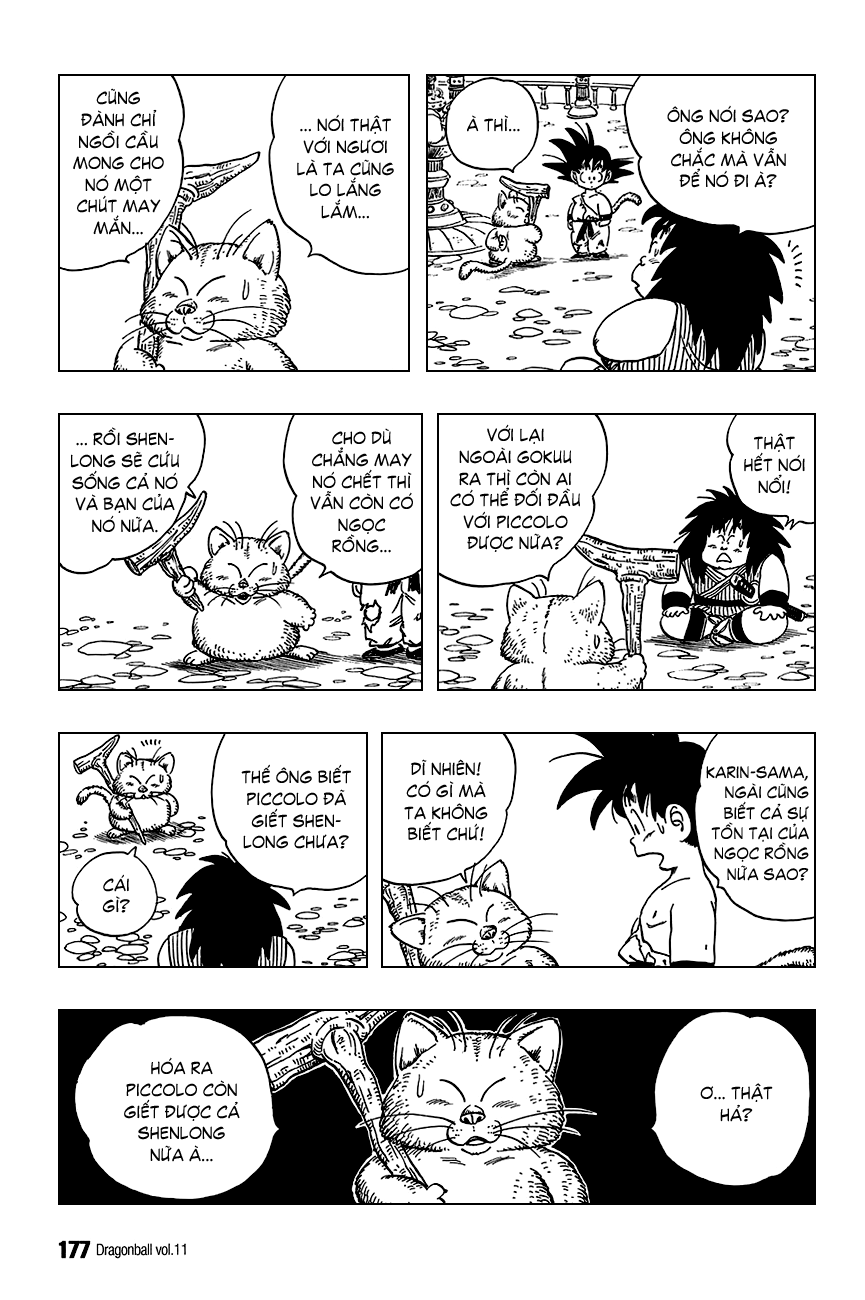 ÔNG NÓI SAO?
ÔNG KHÔNG
CHẮC MÀ VẪN
ĐỂ NÓ ĐI À?
À THÌ...
... NÓI THẬT
VỚI NGƯƠI
LÀ TA CŨNG
LO LẮNG
LẮM...
CŨNG
ĐÀNH CHỈ
NGỒI CẦU
MONG CHO
NÓ MỘT
CHÚT MAY
MẮN...
THẬT
HẾT NÓI
NỔI!
VỚI LẠI
NGOÀI GOKUU
RA THÌ CÒN AI
CÓ THỂ ĐỐI ĐẦU
VỚI PICCOLO
ĐƯỢC NỮA?
CHO DÙ
CHẲNG MAY
NÓ CHẾT THÌ
VẪN CÒN CÓ
NGỌC
RỒNG...
... RỒI SHEN-
LONG SẼ CỨU
SỐNG CẢ NÓ
VÀ BẠN CỦA
NÓ NỮA.
KARIN-SAMA,
NGÀI CŨNG
BIẾT CẢ SỰ
TỒN TẠI CỦA
NGỌC RỒNG
NỮA SAO?
DĨ NHIÊN!
CÓ GÌ MÀ
TA KHÔNG
BIẾT CHỨ!
THẾ ÔNG BIẾT
PICCOLO ĐÃ
GIẾT SHEN-
LONG CHƯA?
CÁI
GÌ?
Ơ... THẬT
HẢ?
HÓA RA
PICCOLO CÒN
GIẾT ĐƯỢC CẢ
SHENLONG
NỮA À...
177 Dragonball vol.11